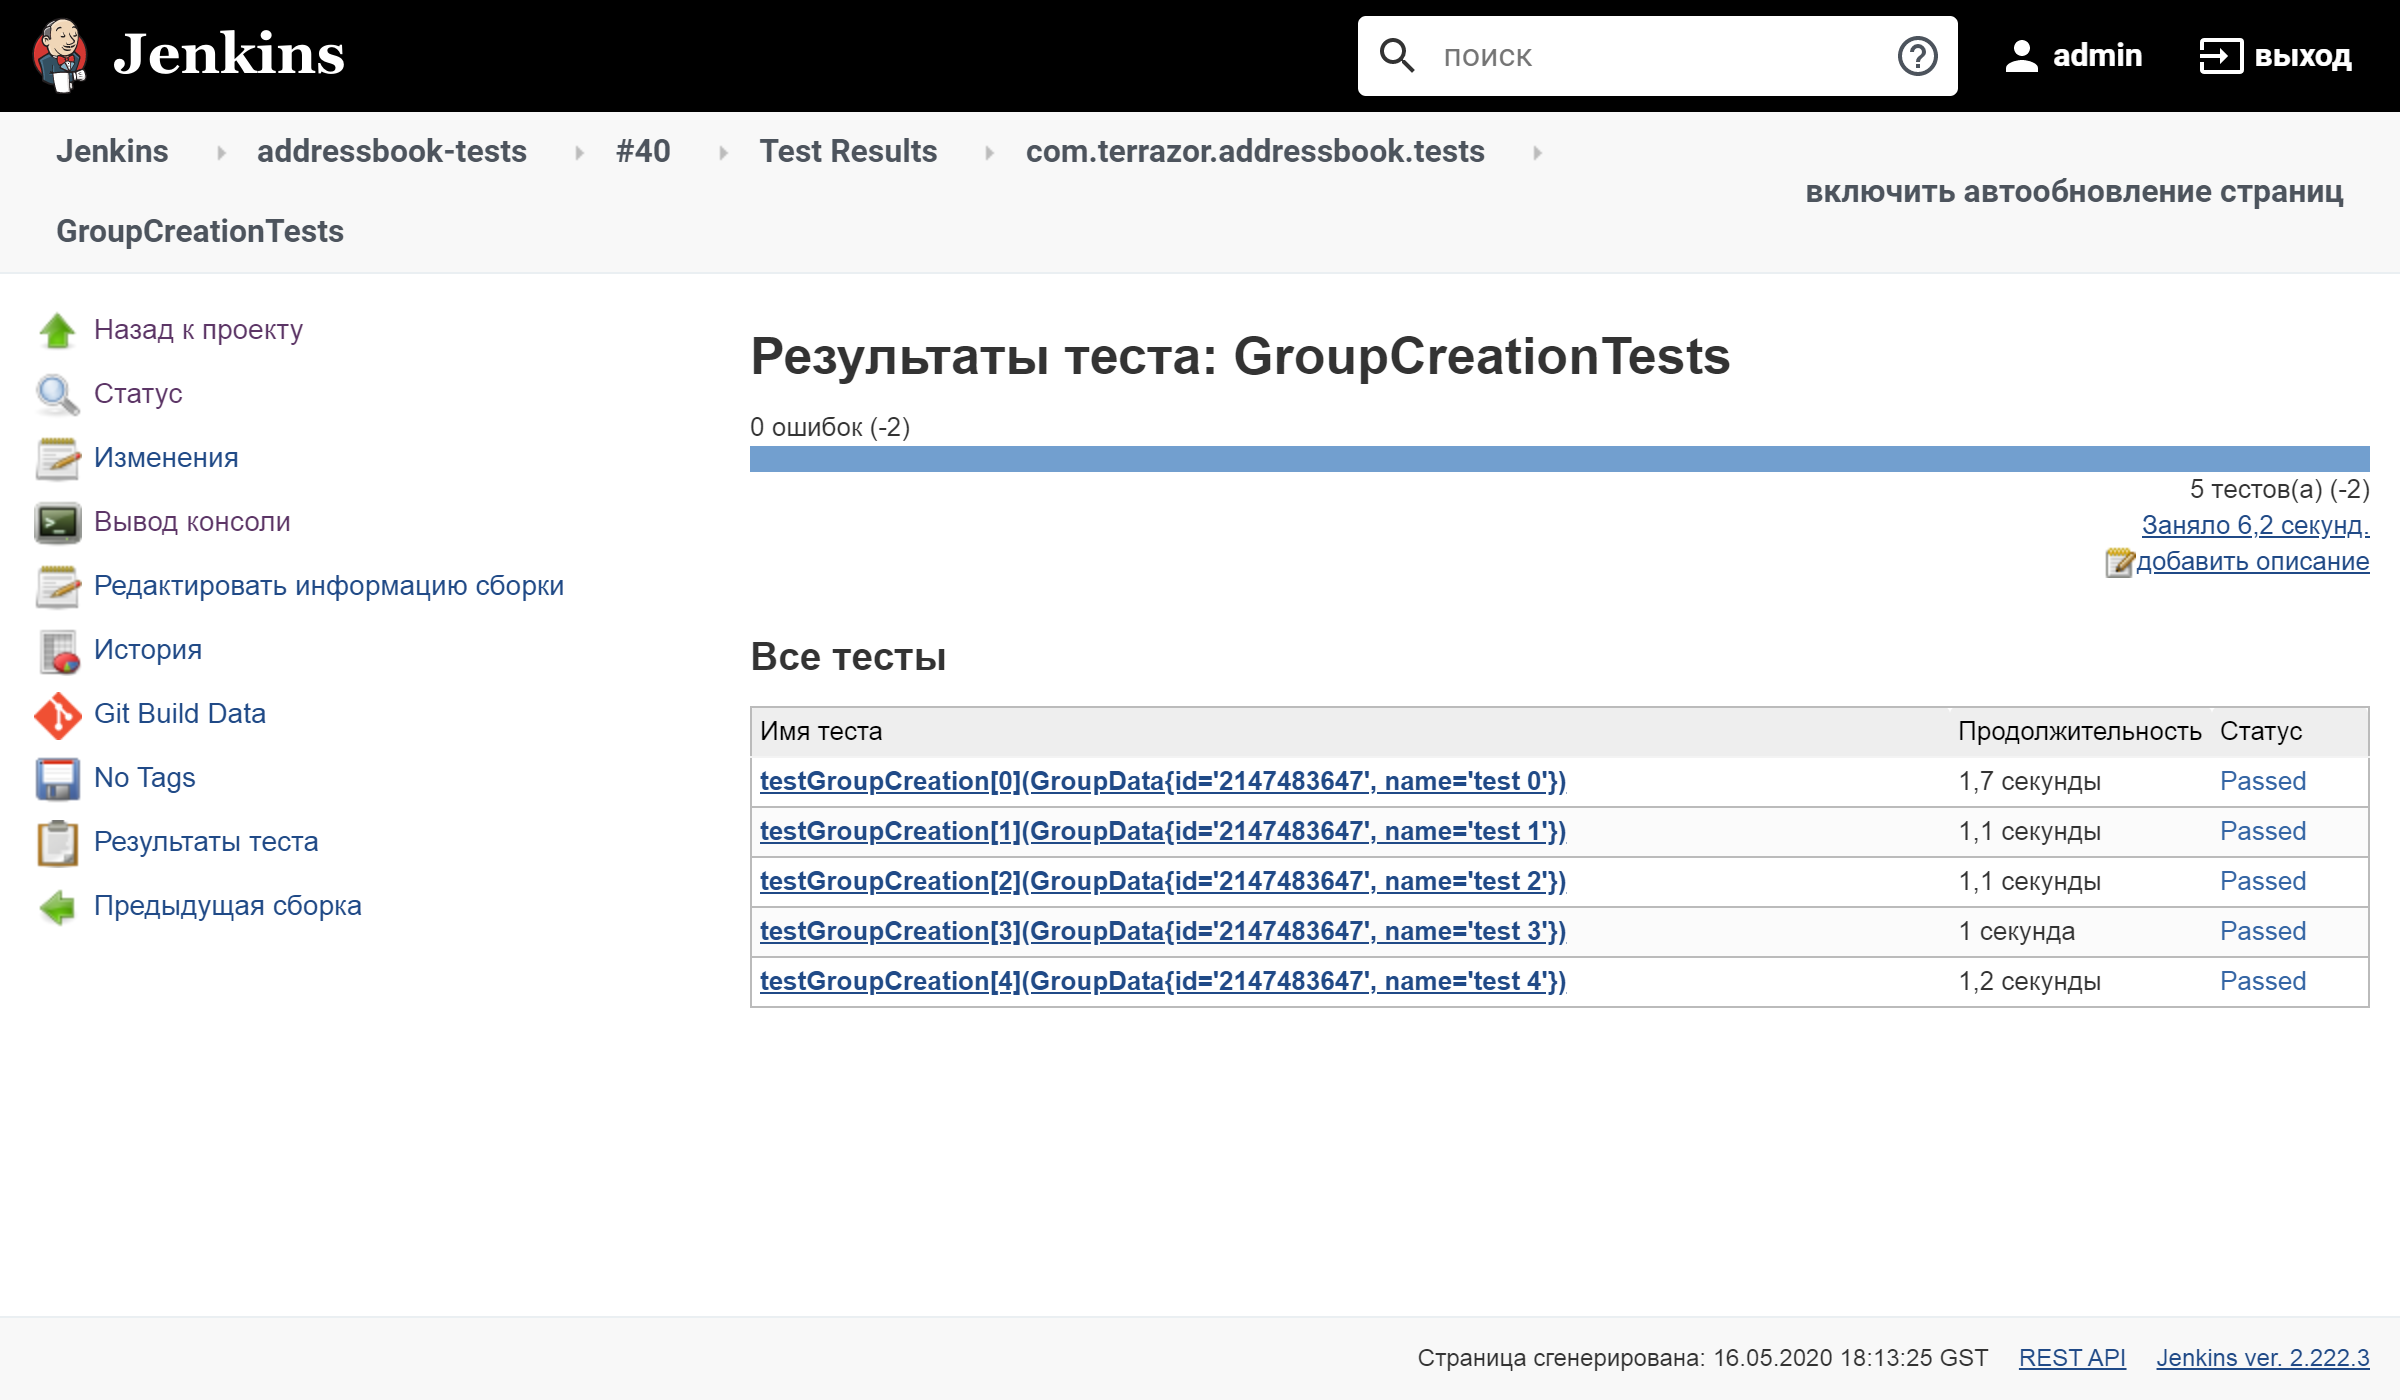 Jenkins
поиск
admin
выход
Jenkins addressbook-tests #40 Test Results com.terrazor.addressbook.tests
GroupCreationTests
включить автообновление страниц
Назад к проекту
Статус
Изменения
Вывод консоли
Редактировать информацию сборки
История
Git Build Data
No Tags
Результаты теста
Предыдущая сборка
Результаты теста: GroupCreationTests
0 ошибок (-2)
5 тестов(а) (-2)
Заняло 6,2 секунд.
добавить описание
Все тесты
Имя теста Продолжительность Статус
testGroupCreation[0](GroupData{id='2147483647', name='test 0'}) 1,7 секунды Passed
testGroupCreation[1](GroupData{id='2147483647', name='test 1'}) 1,1 секунды Passed
testGroupCreation[2](GroupData{id='2147483647', name='test 2'}) 1,1 секунды Passed
testGroupCreation[3](GroupData{id='2147483647', name='test 3'}) 1 секунда Passed
testGroupCreation[4](GroupData{id='2147483647', name='test 4'}) 1,2 секунды Passed
Страница сгенерирована: 16.05.2020 18:13:25 GST REST API Jenkins ver. 2.222.3